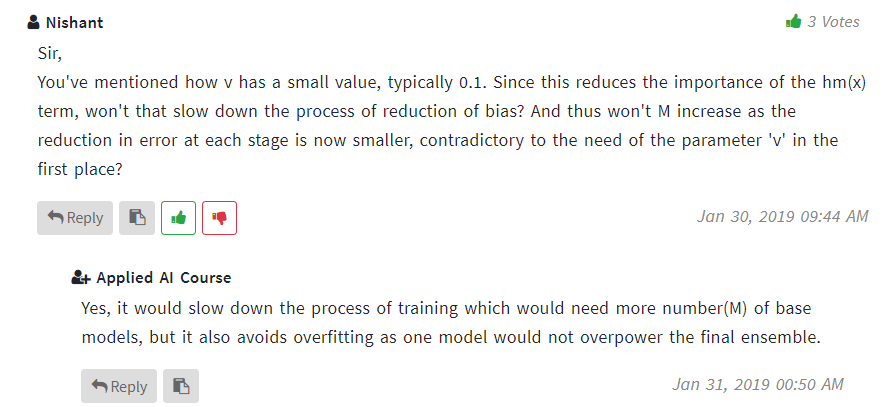 Nishant
3 Votes
Sir,
You've mentioned how v has a small value, typically 0.1. Since this reduces the importance of the hm(x)
term, won't that slow down the process of reduction of bias? And thus won't M increase as the
reduction in error at each stage is now smaller, contradictory to the need of the parameter 'v' in the
first place?
Reply
Jan 30, 2019 09:44 AM
Applied AI Course
Yes, it would slow down the process of training which would need more number(M) of base
models, but it also avoids overfitting as one model would not overpower the final ensemble.
Reply
Jan 31, 2019 00:50 AM